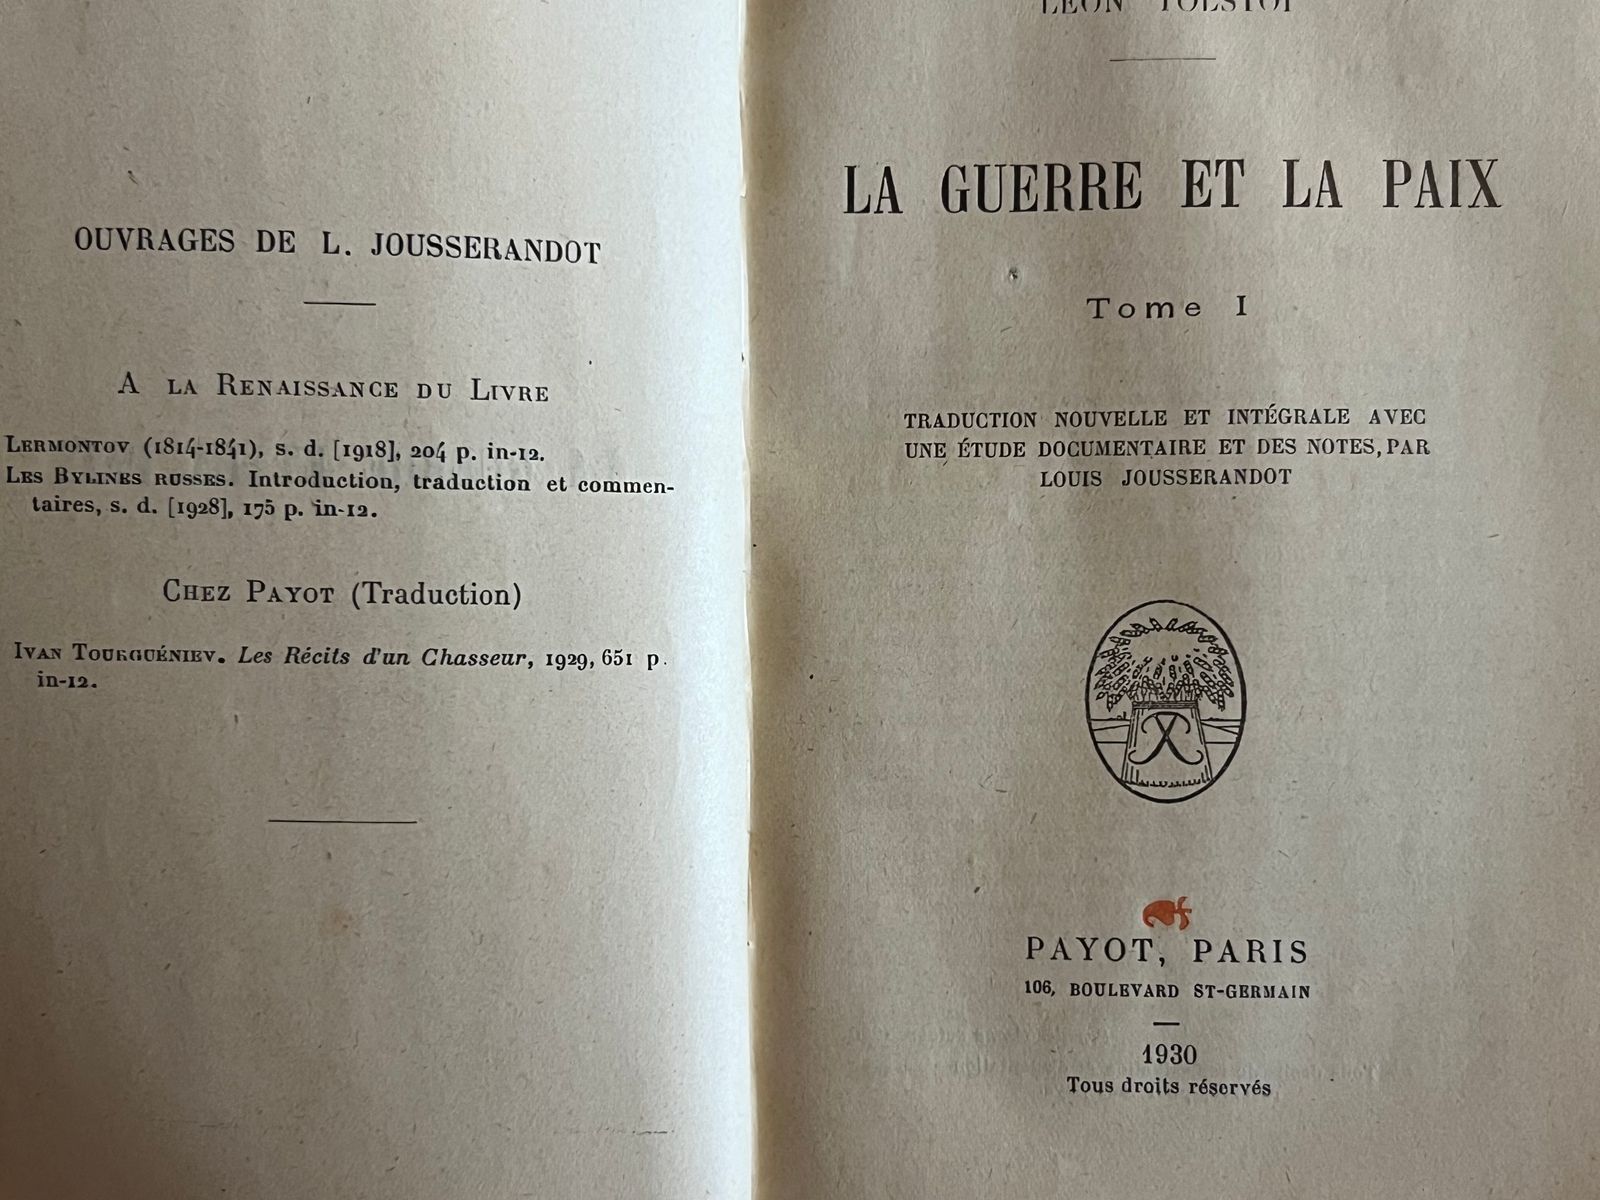 OUVRAGES DE L. JOUSSERANDOT
A LA RENAISSANCE DU LIVRE
LERMONTOV (1814-1841), s. d. [1918], 204 p. in-12.
LES BYLINES RUSSES. Introduction, traduction et commen-
taires, s. d. [1928], 175 p. in-12.
CHEZ PAYOT (Traduction)
IVAN TOURGUÉNIEV. Les Récits d'un Chasseur, 1929, 651 p.
in-12.
LÉON TOLSTOÏ
LA GUERRE ET LA PAIX
Tome I
TRADUCTION NOUVELLE ET INTÉGRALE AVEC
UNE ÉTUDE DOCUMENTAIRE ET DES NOTES, PAR
LOUIS JOUSSERANDOT
PAYOT, PARIS
106, BOULEVARD ST-GERMAIN
1930
Tous droits réservés